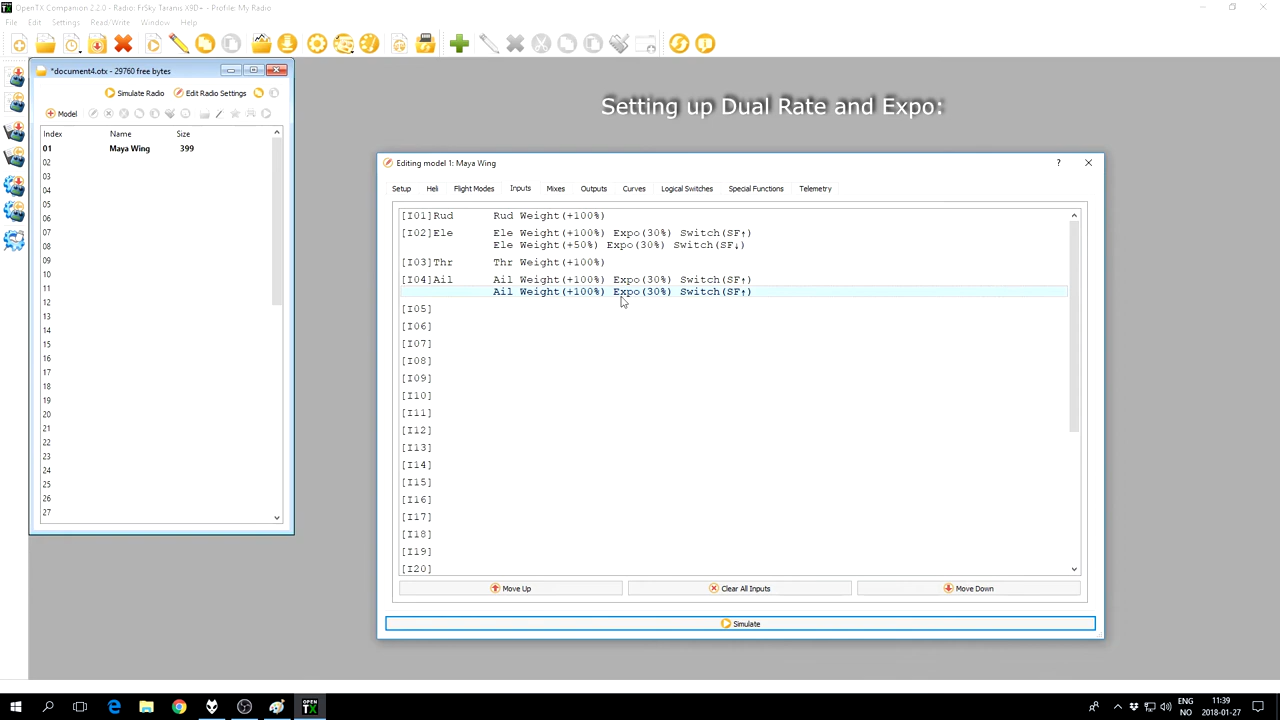 OpenTX Companion 2.2.0 - Radio: FrSky Taranis X9D+ - Profile: My Radio
File Edit Settings Read/Write Window Help
*document4.otx - 29760 free bytes
Simulate Radio Edit Radio Settings
Model
Index Name Size
01 Maya Wing 399
02
03
04
05
06
07
08
09
10
11
12
13
14
15
16
17
18
19
20
21
22
23
24
25
26
27
Setting up Dual Rate and Expo:
Editing model 1: Maya Wing ?
Setup Heli Flight Modes Inputs Mixes Outputs Curves Logical Switches Special Functions Telemetry
[I01]Rud Rud Weight(+100%)
[I02]Ele Ele Weight(+100%) Expo(30%) Switch(SF↑)
Ele Weight(+50%) Expo(30%) Switch(SF↓)
[I03]Thr Thr Weight(+100%)
[I04]Ail Ail Weight(+100%) Expo(30%) Switch(SF↑)
Ail Weight(+100%) Expo(30%) Switch(SF↑)
[I05]
[I06]
[I07]
[I08]
[I09]
[I10]
[I11]
[I12]
[I13]
[I14]
[I15]
[I16]
[I17]
[I18]
[I19]
[I20]
Move Up Clear All Inputs Move Down
Simulate
OPEN
TX
ENG
NO
11:39
2018-01-27